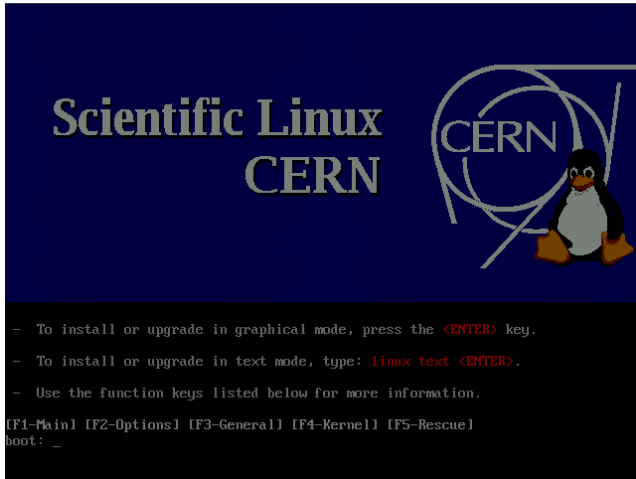 Scientific Linux
CERN
CERN
-  To install or upgrade in graphical mode, press the <ENTER> key.
-  To install or upgrade in text mode, type: linux text <ENTER>.
-  Use the function keys listed below for more information.
[F1-Main] [F2-Options] [F3-General] [F4-Kernel] [F5-Rescue]
boot: _